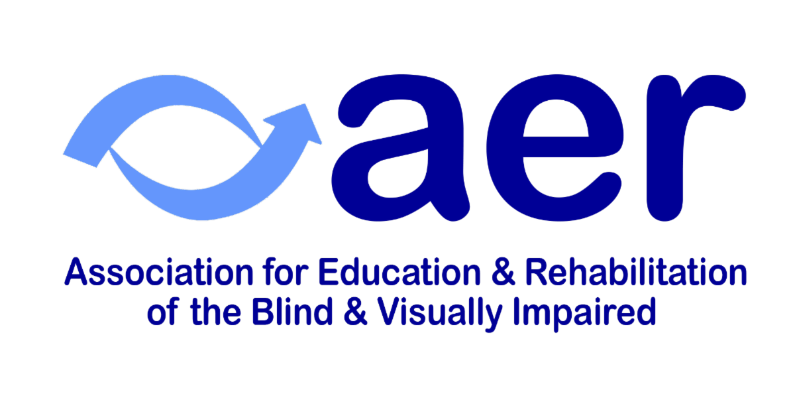 aer
Association for Education & Rehabilitation
of the Blind & Visually Impaired